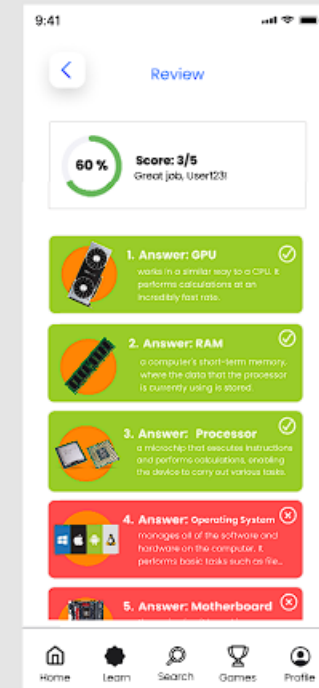 9:41
Review
60 %
Score: 3/5
Great job, User123!
1. Answer: GPU
works in a similar way to a CPU. It
performs calculations at an
incredibly fast rate.
2. Answer: RAM
a computer's short-term memory,
where the data that the processor
is currently using is stored.
3. Answer: Processor
a microchip that executes instructions
and performs calculations, enabling
the device to carry out various tasks.
4. Answer: Operating System
manages all of the software and
hardware on the computer. It
performs basic tasks such as file...
5. Answer: Motherboard
Home
Learn
Search
Games
Profile